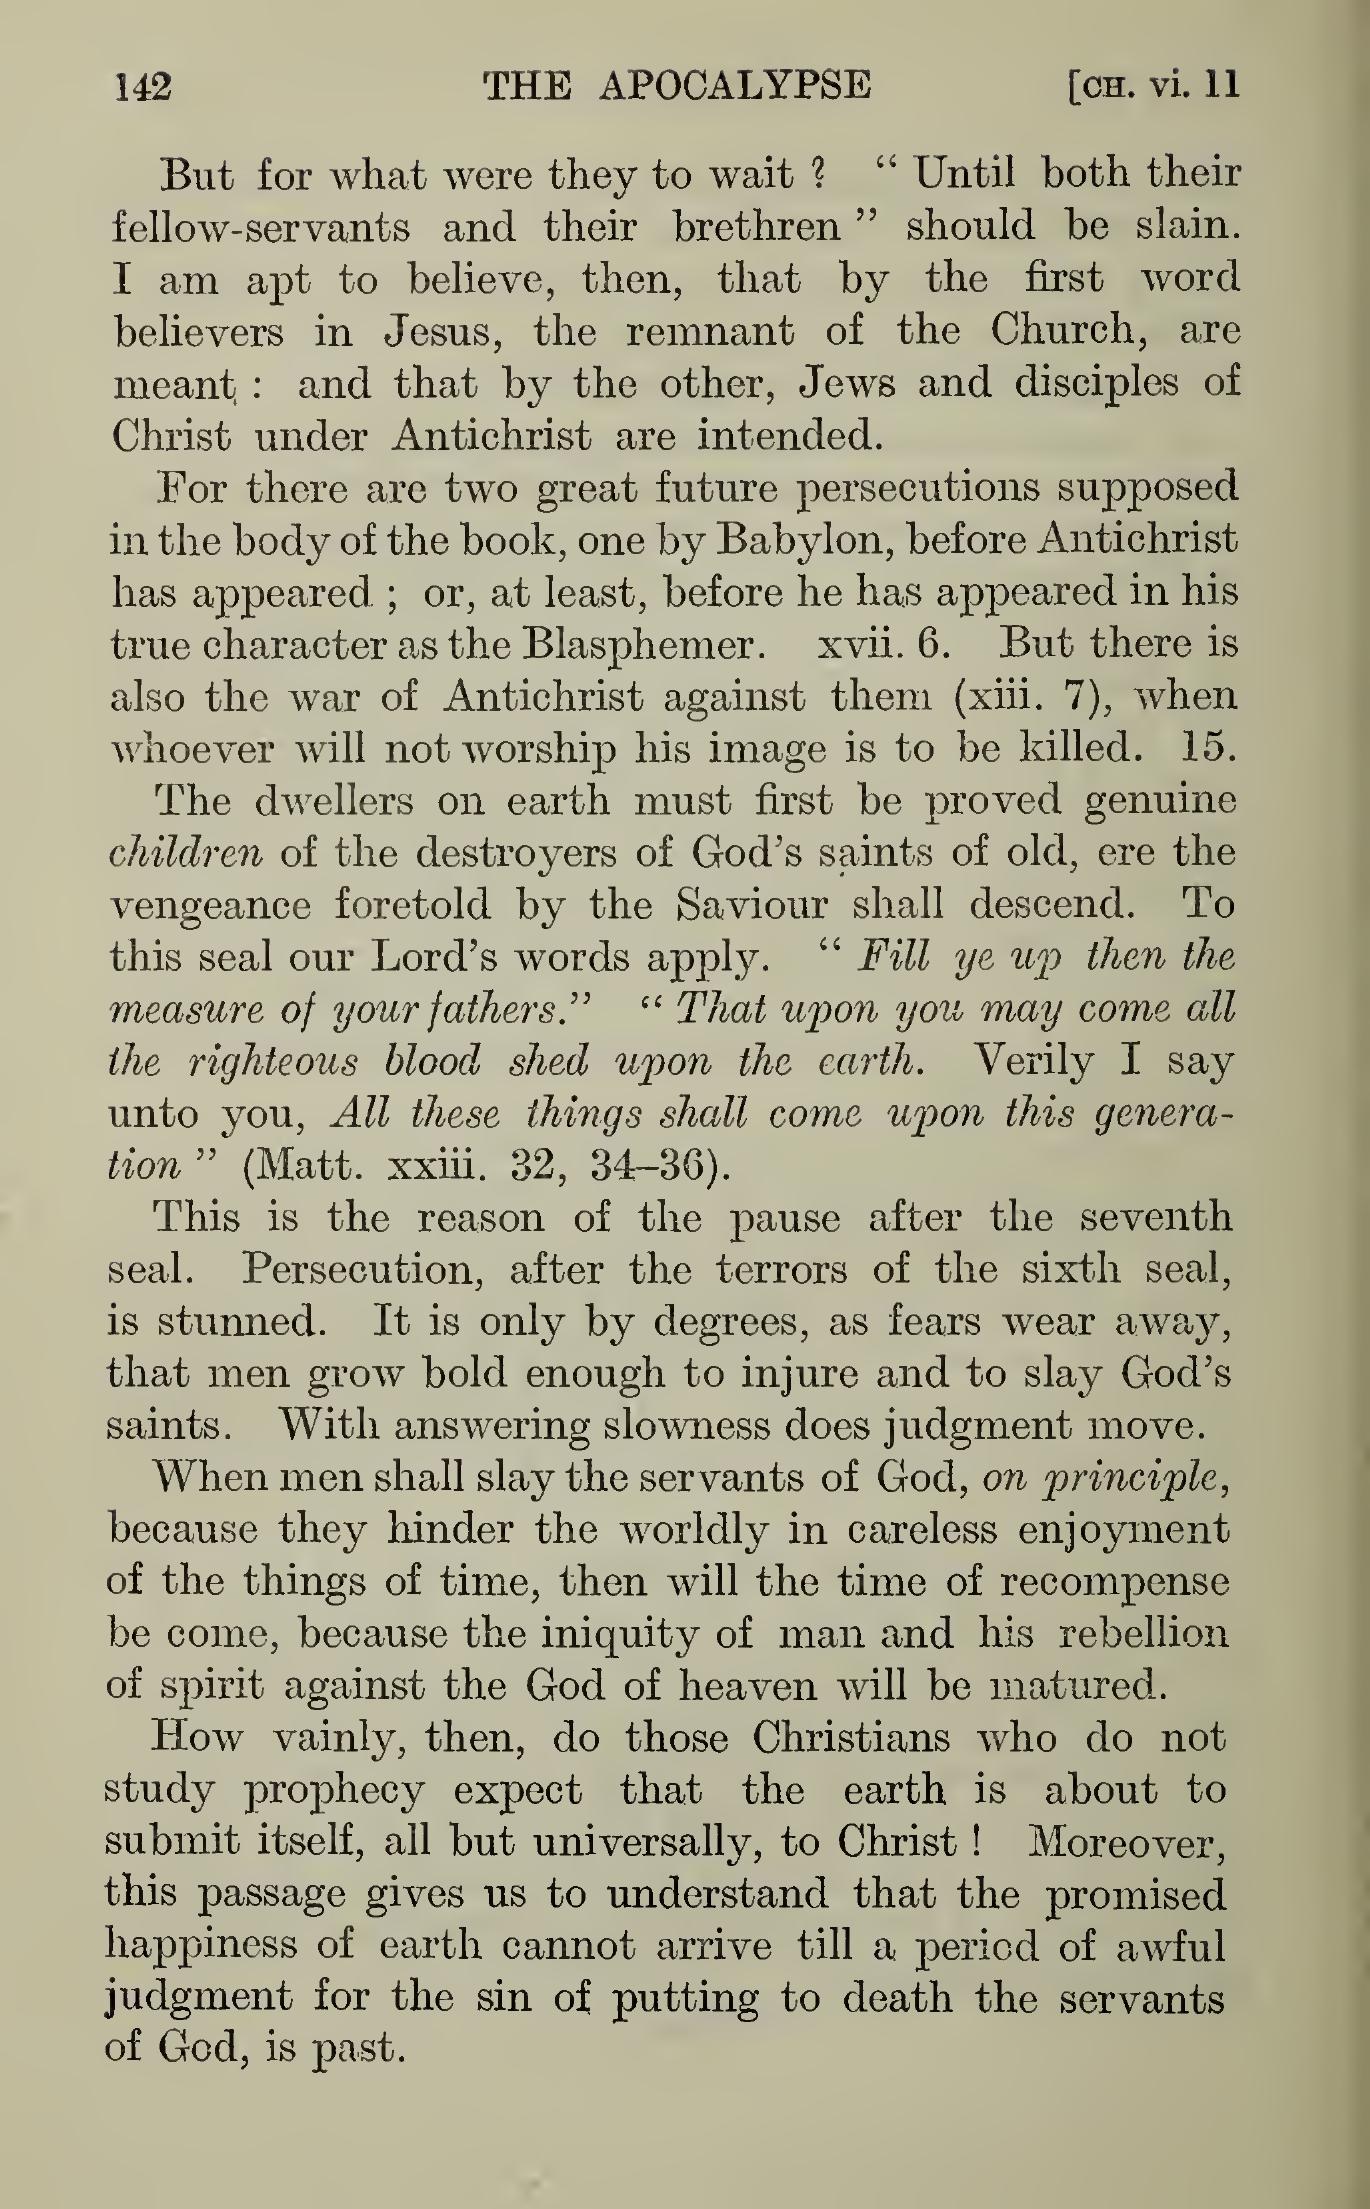 142 THE APOCALYPSE [CH. vi. 11
But for what were they to wait ? “ Until both their
fellow-servants and their brethren ” should be slain.
I am apt to believe, then, that by the first word
believers in Jesus, the remnant of the Church, are
meant : and that by the other, Jews and disciples of
Christ under Antichrist are intended.
For there are two great future persecutions supposed
in the body of the book, one by Babylon, before Antichrist
has appeared ; or, at least, before he has appeared in his
true character as the Blasphemer. xvii. 6. But there is
also the war of Antichrist against them (xiii. 7), when
whoever will not worship his image is to be killed. 15.
The dwellers on earth must first be proved genuine
children of the destroyers of God’s saints of old, ere the
vengeance foretold by the Saviour shall descend. To
this seal our Lord’s words apply. “ Fill ye up then the
measure of your fathers.” “ That upon you may come all
the righteous blood shed upon the earth. Verily I say
unto you, All these things shall come upon this genera-
tion ” (Matt. xxiii. 32, 34–36).
This is the reason of the pause after the seventh
seal. Persecution, after the terrors of the sixth seal,
is stunned. It is only by degrees, as fears wear away,
that men grow bold enough to injure and to slay God’s
saints. With answering slowness does judgment move.
When men shall slay the servants of God, on principle,
because they hinder the worldly in careless enjoyment
of the things of time, then will the time of recompense
be come, because the iniquity of man and his rebellion
of spirit against the God of heaven will be matured.
How vainly, then, do those Christians who do not
study prophecy expect that the earth is about to
submit itself, all but universally, to Christ ! Moreover,
this passage gives us to understand that the promised
happiness of earth cannot arrive till a period of awful
judgment for the sin of putting to death the servants
of God, is past.